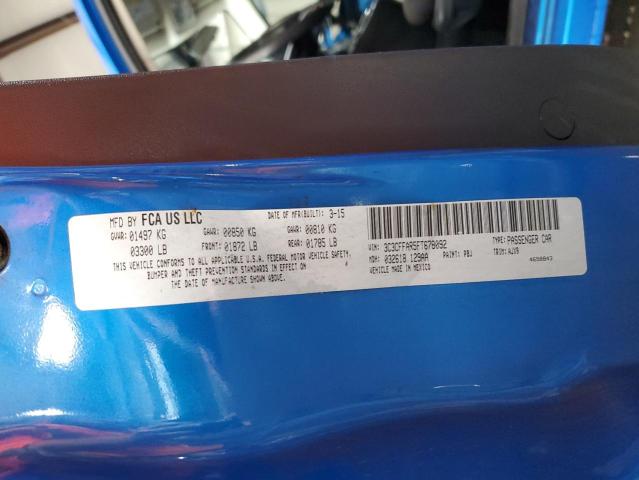 MFD BY FCA US LLC DATE OF MFR(BUILT): 3-15
GVWR: 01497 KG GAWR: 00850 KG GAWR: 00810 KG
03300 LB FRONT: 01872 LB REAR: 01785 LB
THIS VEHICLE CONFORMS TO ALL APPLICABLE U.S.A. FEDERAL MOTOR VEHICLE SAFETY,
BUMPER AND THEFT PREVENTION STANDARDS IN EFFECT ON
THE DATE OF MANUFACTURE SHOWN ABOVE.
VIN: 3C3CFFAR5FT678092 TYPE: PASSENGER CAR
MDH: 032618 129AA PAINT: PBJ TRIM: AJV9
VEHICLE MADE IN MEXICO 4698843